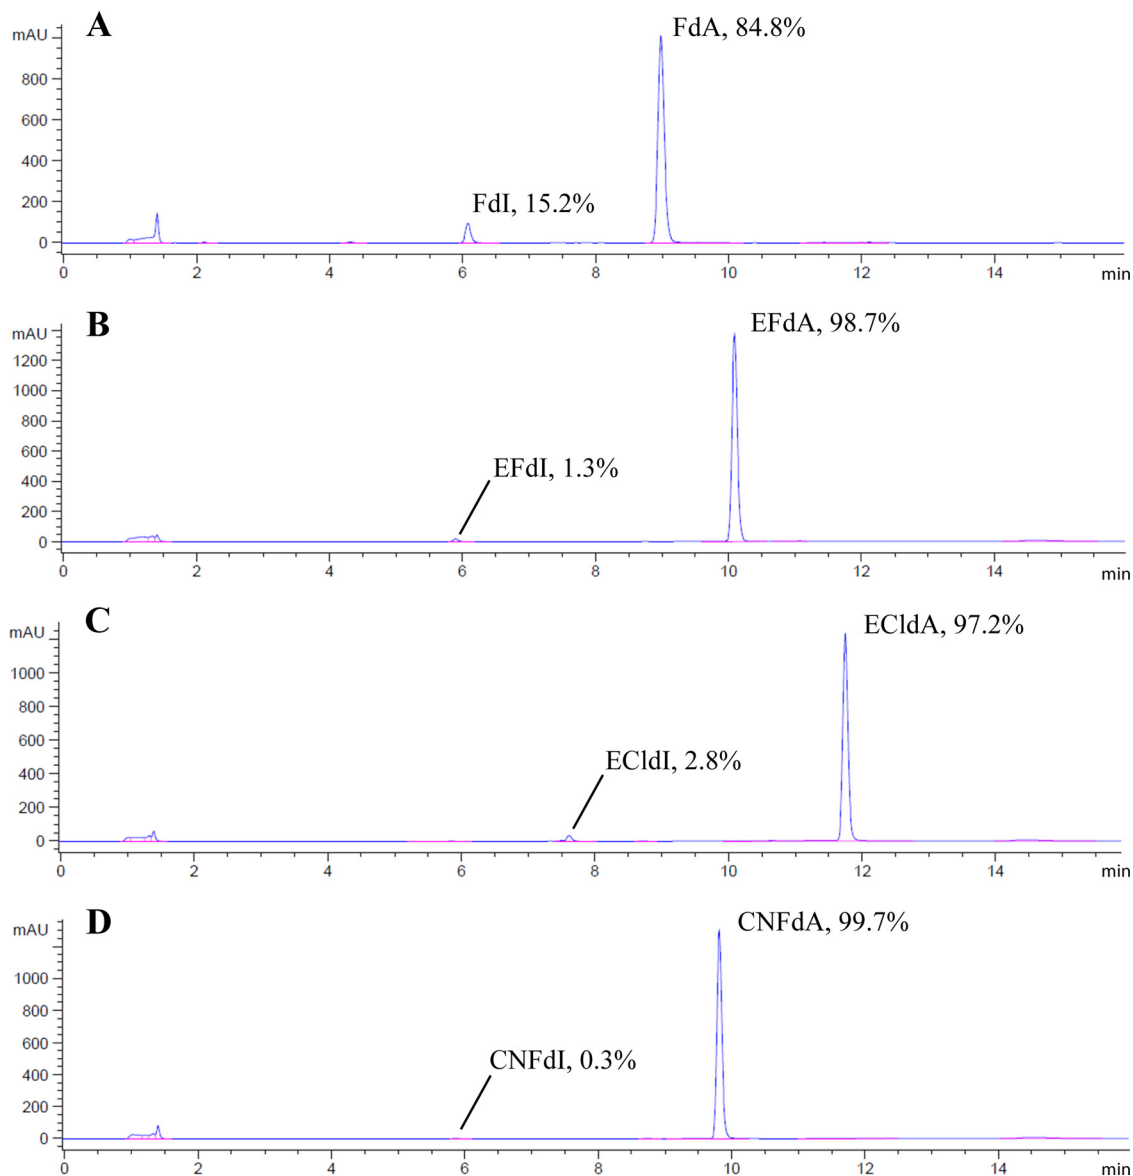 A
mAU
FdA, 84.8%
800
600
400
FdI, 15.2%
200
0
0 2 4 6 8 10 12 14 min
B
mAU
EFdA, 98.7%
1200
1000
800
600
EFdI, 1.3%
400
200
0
0 2 4 6 8 10 12 14 min
C
mAU
ECldA, 97.2%
1000
800
600
ECldI, 2.8%
400
200
0
0 2 4 6 8 10 12 14 min
D
mAU
CNFdA, 99.7%
1000
800
600
CNFdI, 0.3%
400
200
0
0 2 4 6 8 10 12 14 min